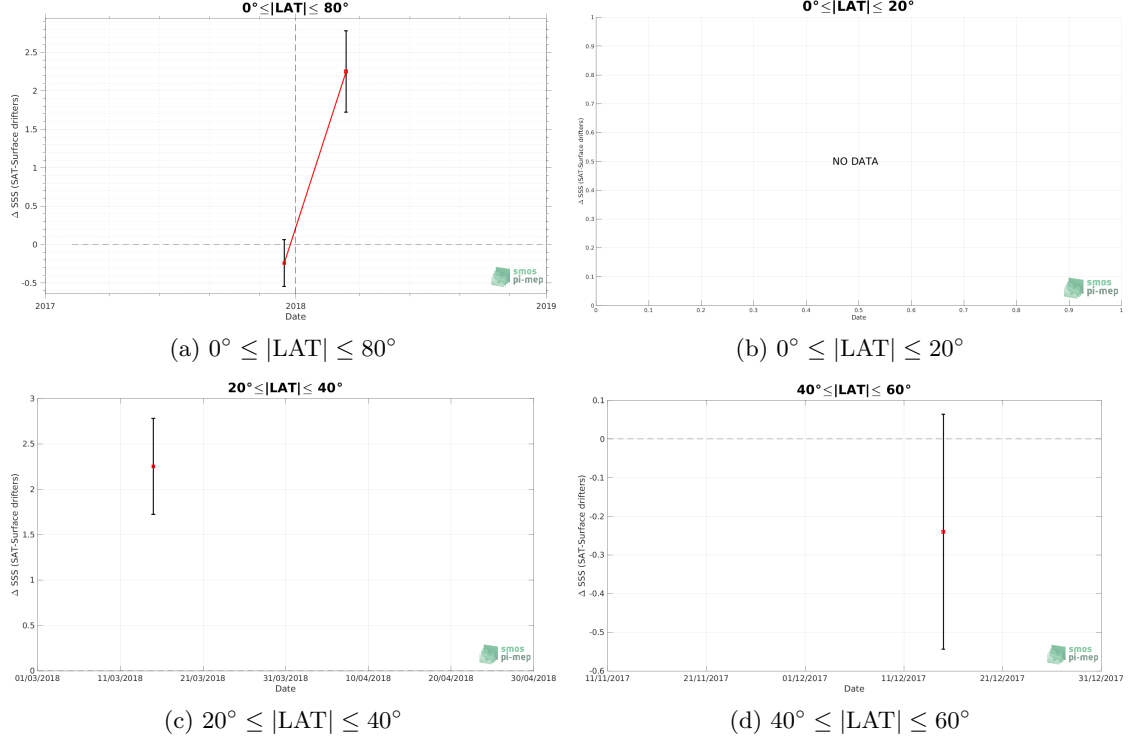 0°≤|LAT|≤ 80°
Δ SSS (SAT-Surface drifters)
2.5
2
1.5
1
0.5
0
-0.5
2017
2018
2019
Date
smos
pi-mep
(a) 0° ≤ |LAT| ≤ 80°
0°≤|LAT|≤ 20°
Δ SSS (SAT-Surface drifters)
1
0.9
0.8
0.7
0.6
0.5
0.4
0.3
0.2
0.1
0
NO DATA
0
0.1
0.2
0.3
0.4
0.5
0.6
0.7
0.8
0.9
1
Date
smos
pi-mep
(b) 0° ≤ |LAT| ≤ 20°
20°≤|LAT|≤ 40°
Δ SSS (SAT-Surface drifters)
3
2.5
2
1.5
1
0.5
0
01/03/2018
11/03/2018
21/03/2018
31/03/2018
10/04/2018
20/04/2018
30/04/2018
Date
smos
pi-mep
(c) 20° ≤ |LAT| ≤ 40°
40°≤|LAT|≤ 60°
Δ SSS (SAT-Surface drifters)
0.1
0
-0.1
-0.2
-0.3
-0.4
-0.5
-0.6
11/11/2017
21/11/2017
01/12/2017
11/12/2017
21/12/2017
31/12/2017
Date
smos
pi-mep
(d) 40° ≤ |LAT| ≤ 60°